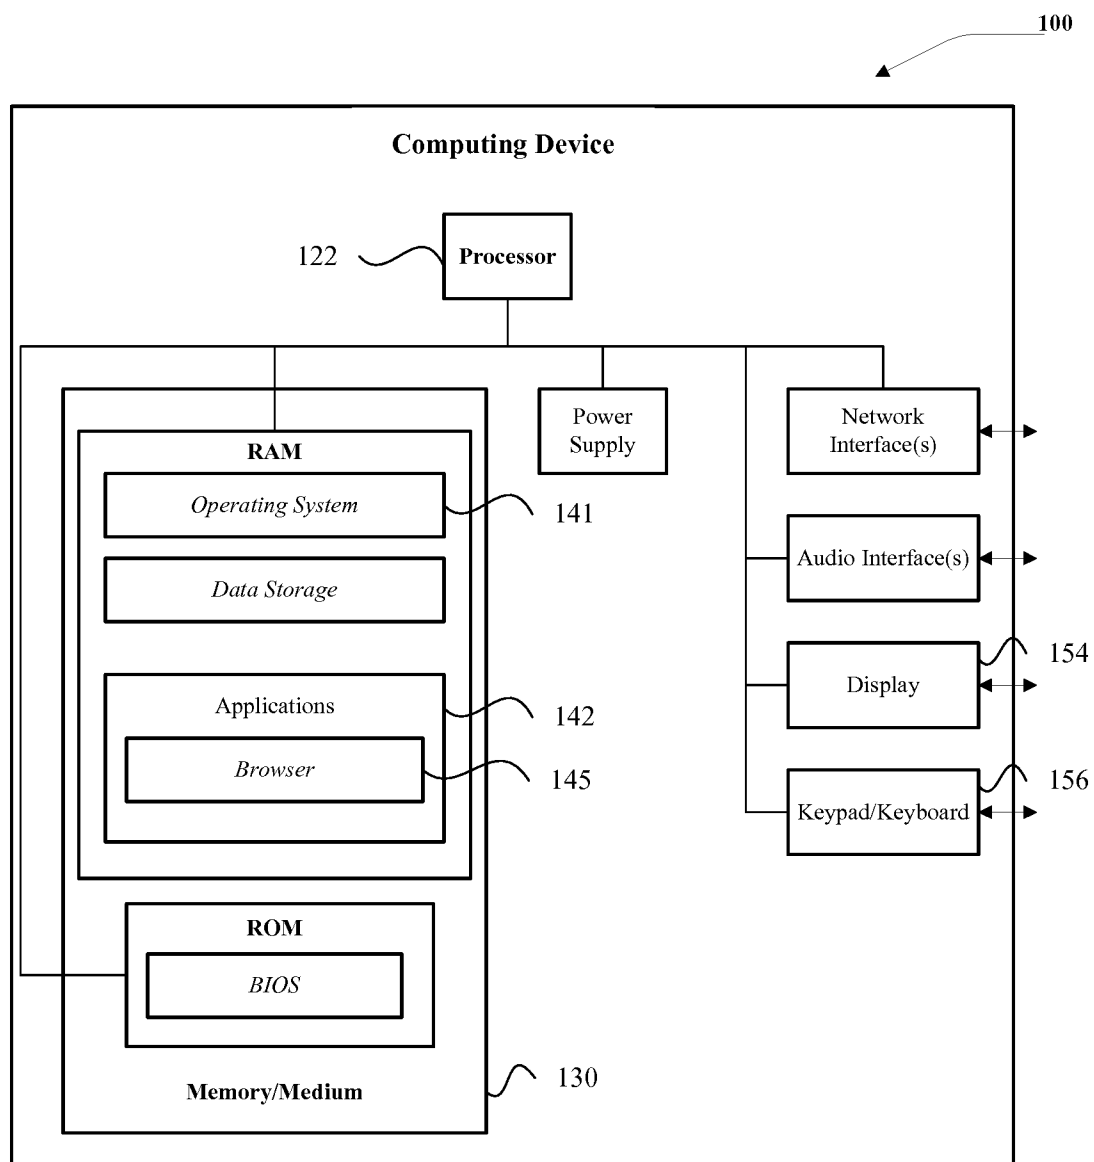 100
Computing Device
122
Processor
Power
Supply
Network
Interface(s)
RAM
Operating System
141
Data Storage
Audio Interface(s)
154
Display
Applications
142
Browser
145
156
Keypad/Keyboard
ROM
BIOS
Memory/Medium
130